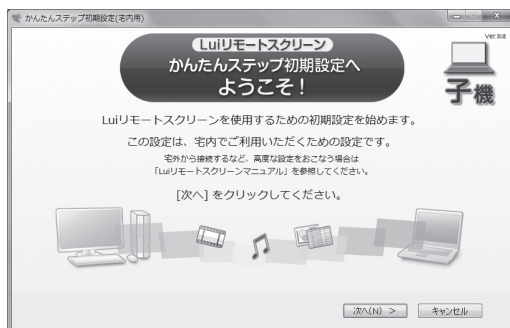 かんたんステップ初期設定(宅内用)
Luiリモートスクリーン
かんたんステップ初期設定へ
ようこそ！
子機
Luiリモートスクリーンを使用するための初期設定を始めます。
この設定は、宅内でご利用いただくための設定です。
宅外から接続するなど、高度な設定をおこなう場合は
「Luiリモートスクリーンマニュアル」を参照してください。
[次へ] をクリックしてください。
次へ(N) ＞
キャンセル